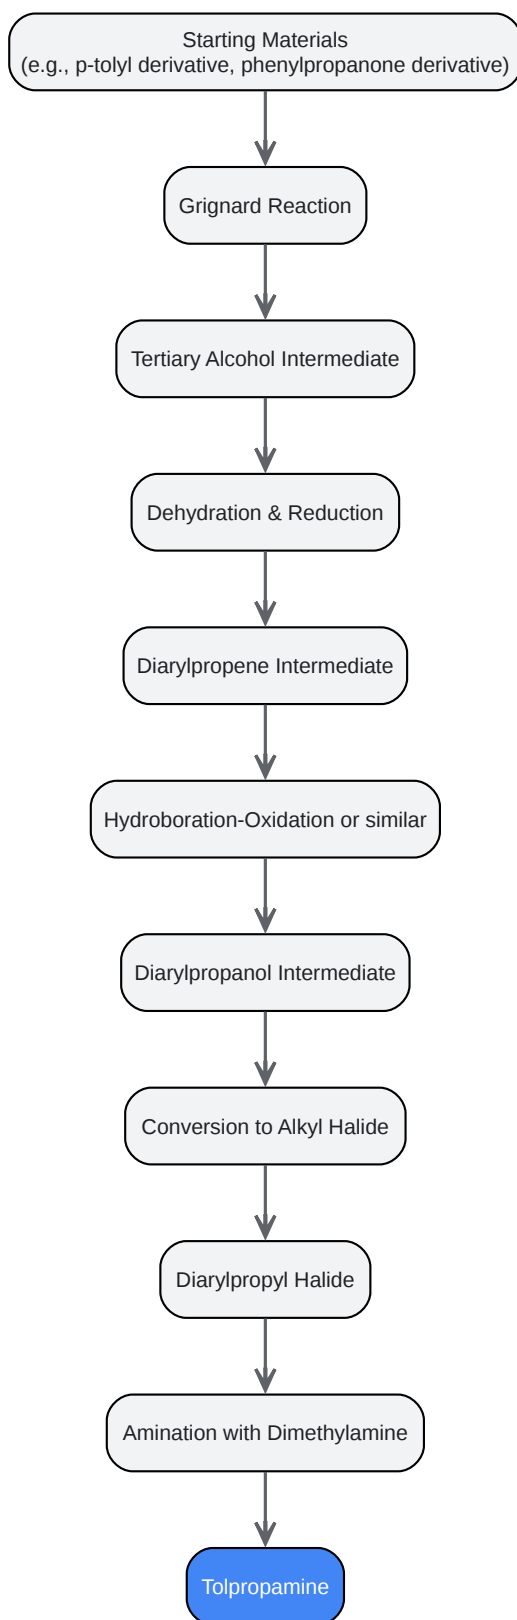 Starting Materials
(e.g., p-tolyl derivative, phenylpropanone derivative)
Grignard Reaction
Tertiary Alcohol Intermediate
Dehydration & Reduction
Diarylpropene Intermediate
Hydroboration-Oxidation or similar
Diarylpropanol Intermediate
Conversion to Alkyl Halide
Diarylpropyl Halide
Amination with Dimethylamine
Tolpropamine